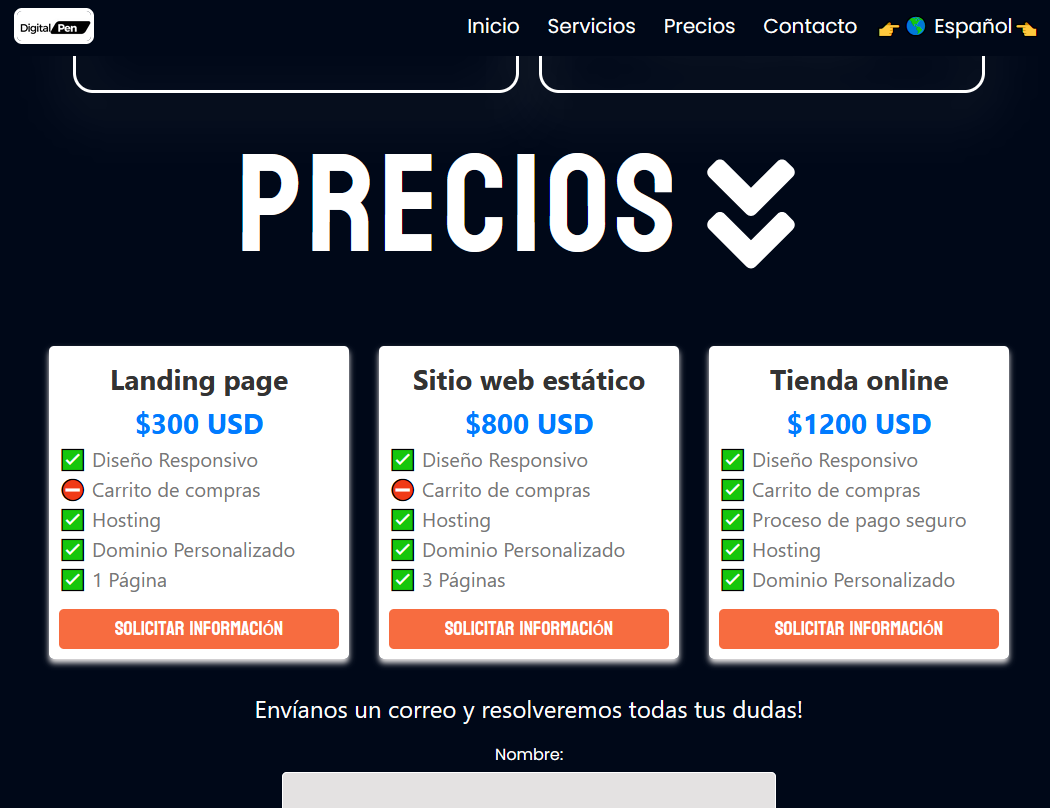 DigitalPen
Inicio Servicios Precios Contacto 👉 🌎 Español 👈
PRECIOS
Landing page
$300 USD
✅ Diseño Responsivo
⛔ Carrito de compras
✅ Hosting
✅ Dominio Personalizado
✅ 1 Página
SOLICITAR INFORMACIÓN
Sitio web estático
$800 USD
✅ Diseño Responsivo
⛔ Carrito de compras
✅ Hosting
✅ Dominio Personalizado
✅ 3 Páginas
SOLICITAR INFORMACIÓN
Tienda online
$1200 USD
✅ Diseño Responsivo
✅ Carrito de compras
✅ Proceso de pago seguro
✅ Hosting
✅ Dominio Personalizado
SOLICITAR INFORMACIÓN
Envíanos un correo y resolveremos todas tus dudas!
Nombre: